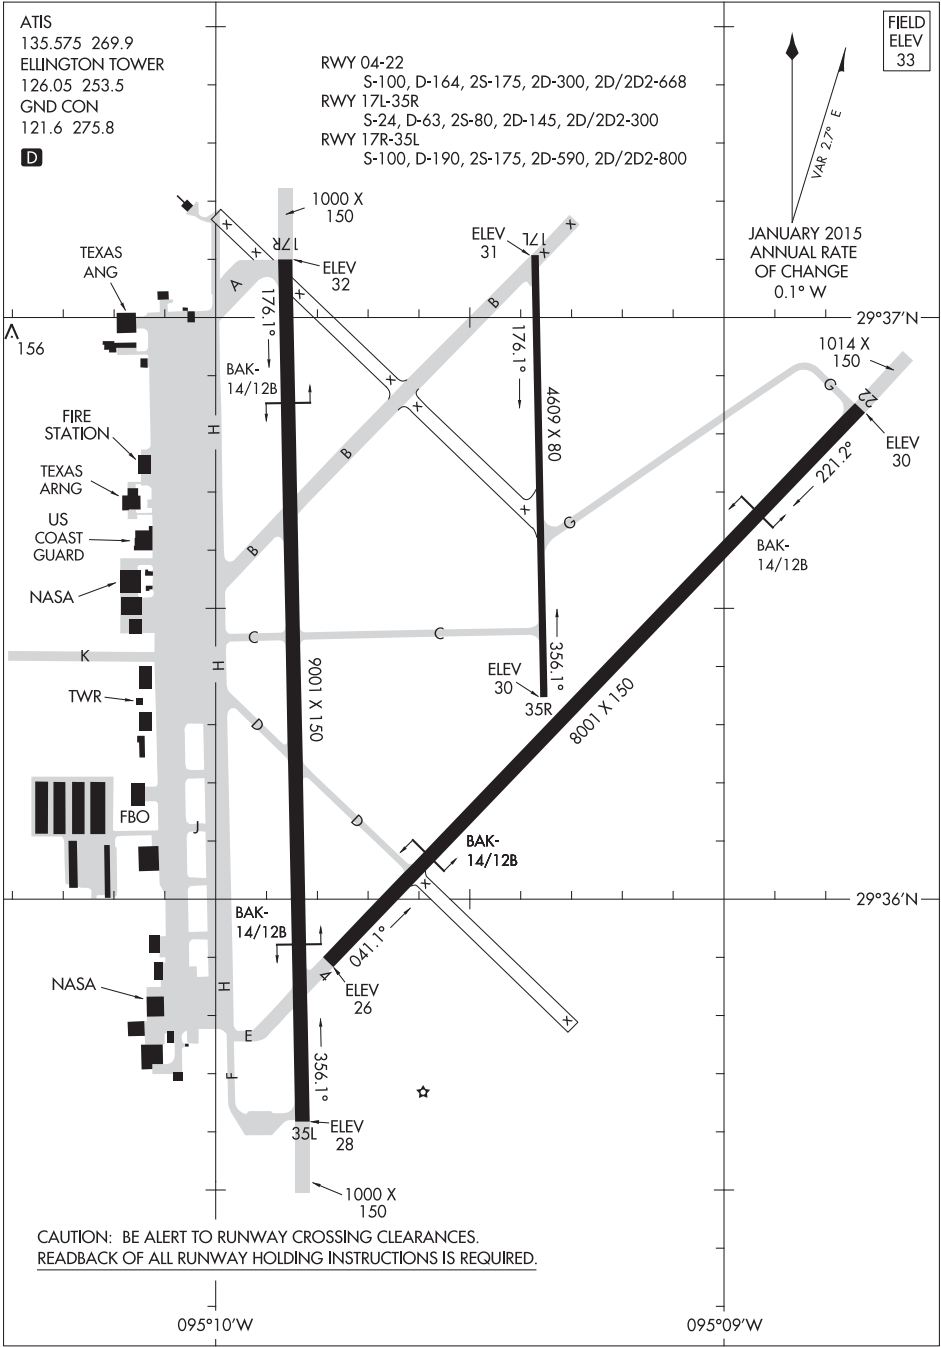 ATIS
135.575 269.9
ELLINGTON TOWER
126.05 253.5
GND CON
121.6 275.8
D
RWY 04-22
S-100, D-164, 2S-175, 2D-300, 2D/2D2-668
RWY 17L-35R
S-24, D-63, 2S-80, 2D-145, 2D/2D2-300
RWY 17R-35L
S-100, D-190, 2S-175, 2D-590, 2D/2D2-800
FIELD
ELEV
33
VAR 2.7° E
JANUARY 2015
ANNUAL RATE
OF CHANGE
0.1° W
1000 X
150
X
X
X
X
X
X
X
X
X
X
17R
ELEV
32
ELEV
31
17L
TEXAS
ANG
A
176.1°
B
176.1°
29°37'N
156
1014 X
150
BAK-
14/12B
G
22
ELEV
30
4609 X 80
H
FIRE
STATION
B
221.2°
TEXAS
ARNG
US
COAST
GUARD
G
B
BAK-
14/12B
NASA
C
C
K
H
9001 X 150
356.1°
ELEV
30
35R
TWR
D
8001 X 150
FBO
J
D
BAK-
14/12B
29°36'N
BAK-
14/12B
041.1°
4
ELEV
26
NASA
H
E
F
356.1°
35L
ELEV
28
1000 X
150
CAUTION: BE ALERT TO RUNWAY CROSSING CLEARANCES.
READBACK OF ALL RUNWAY HOLDING INSTRUCTIONS IS REQUIRED.
095°10'W
095°09'W